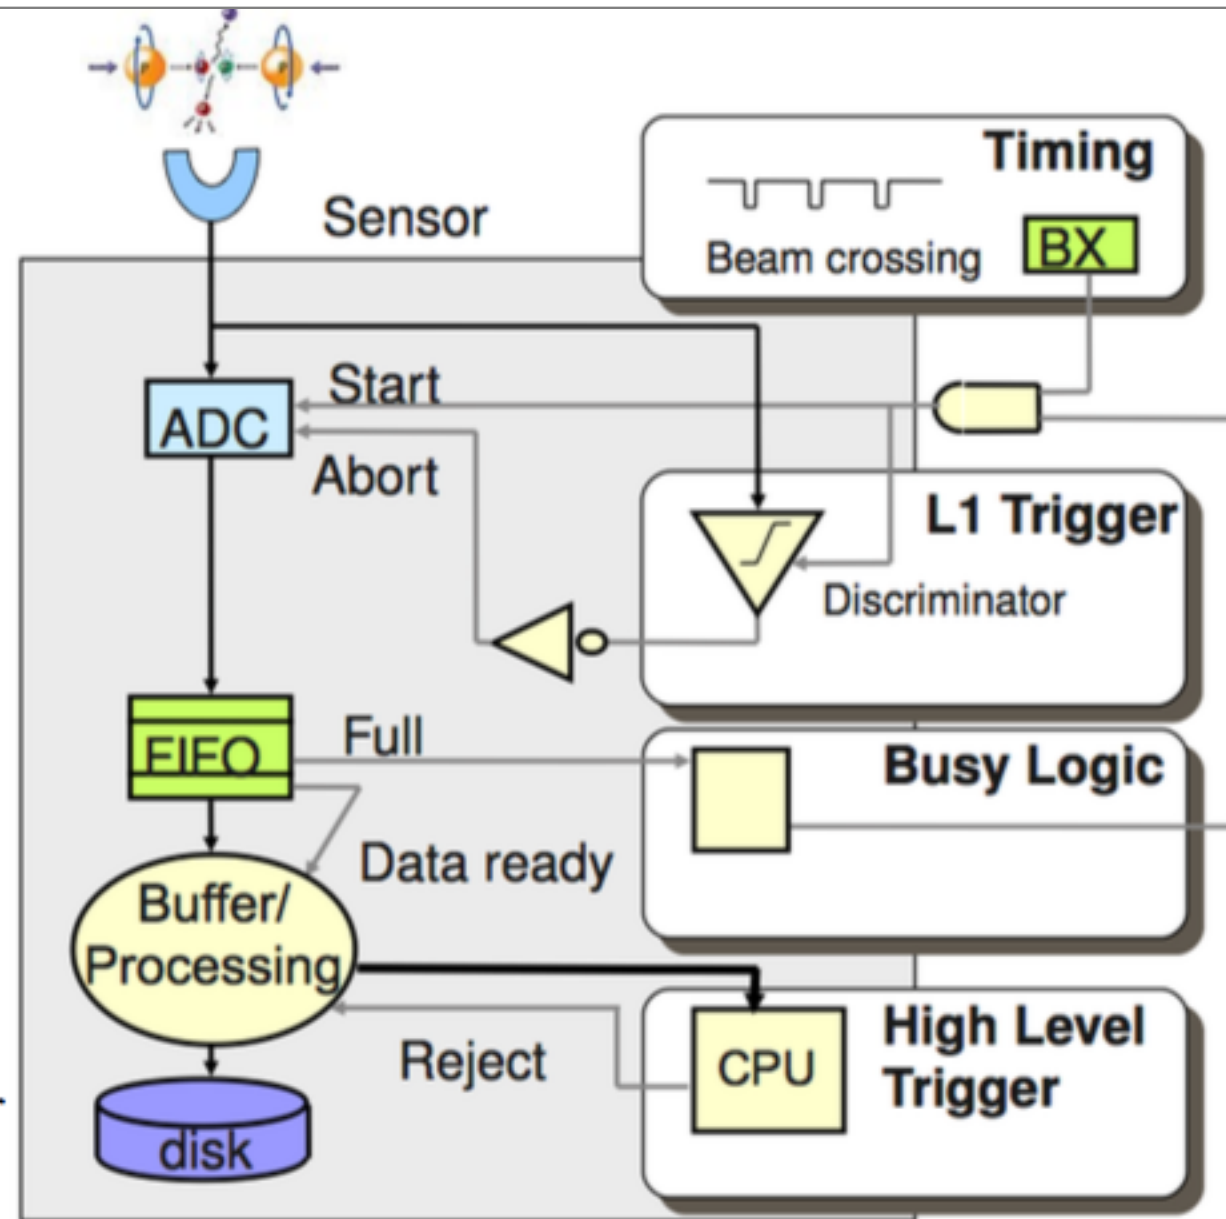 Timing
Sensor
Beam crossing
BX
Start
ADC
Abort
L1 Trigger
Discriminator
Full
FIFO
Busy Logic
Data ready
Buffer/
Processing
High Level
Trigger
CPU
Reject
disk